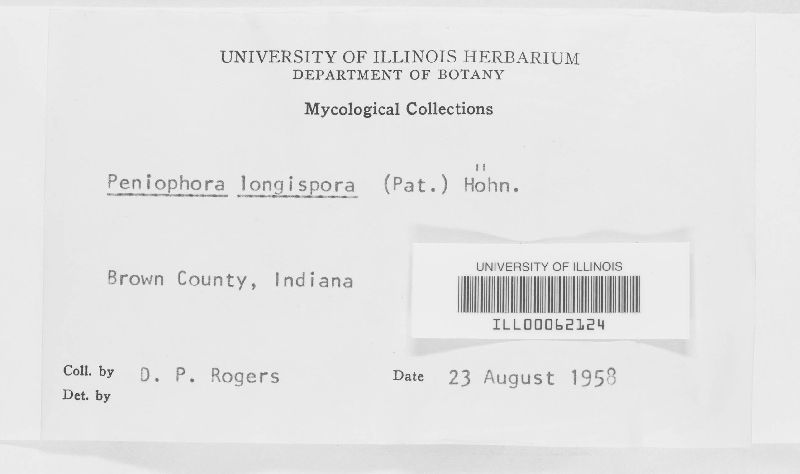 UNIVERSITY OF ILLINOIS HERBARIUM
DEPARTMENT OF BOTANY
Mycological Collections
Peniophora longispora (Pat.) Höhn.
Brown County, Indiana
UNIVERSITY OF ILLINOIS
ILL00062124
Coll. by D. P. Rogers Date 23 August 1958
Det. by